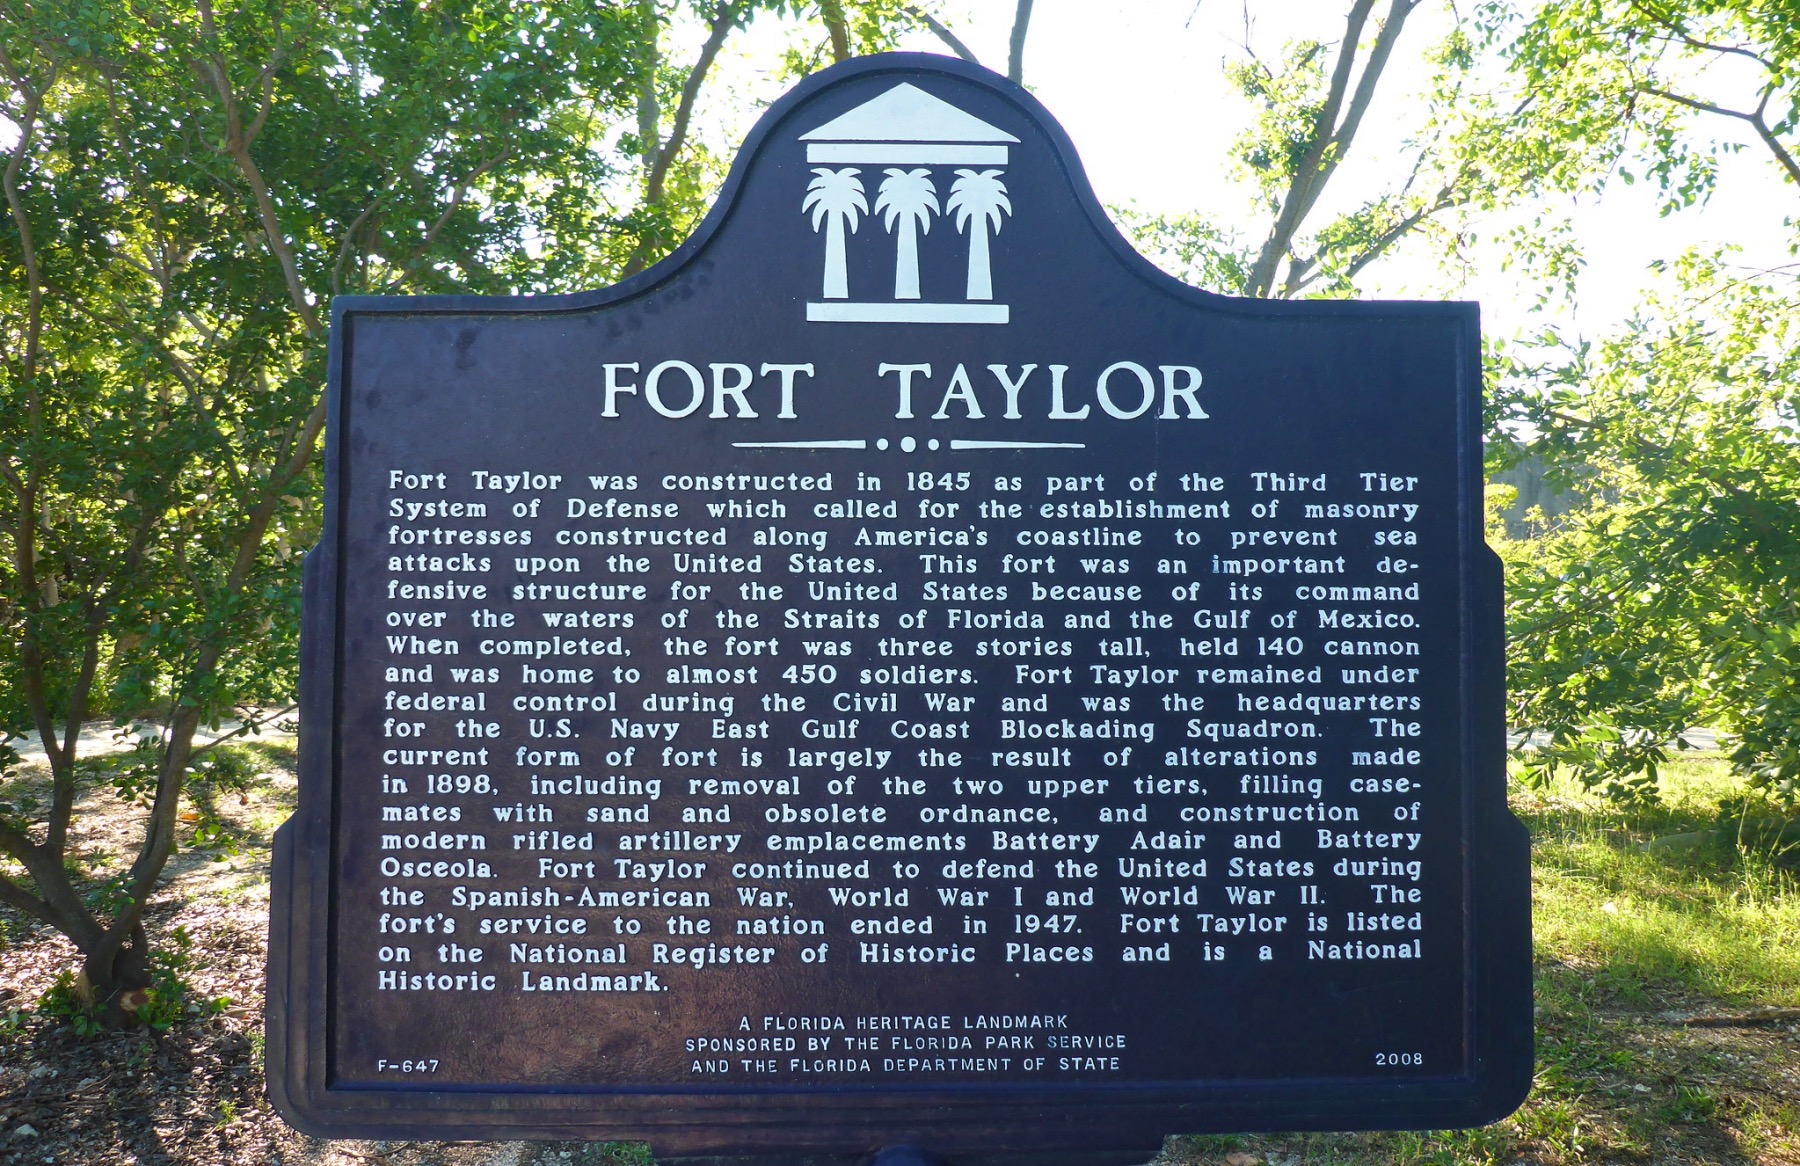 FORT TAYLOR
Fort Taylor was constructed in 1845 as part of the Third Tier
System of Defense which called for the establishment of masonry
fortresses constructed along America's coastline to prevent sea
attacks upon the United States. This fort was an important de-
fensive structure for the United States because of its command
over the waters of the Straits of Florida and the Gulf of Mexico.
When completed, the fort was three stories tall, held 140 cannon
and was home to almost 450 soldiers. Fort Taylor remained under
federal control during the Civil War and was the headquarters
for the U.S. Navy East Gulf Coast Blockading Squadron. The
current form of fort is largely the result of alterations made
in 1898, including removal of the two upper tiers, filling case-
mates with sand and obsolete ordnance, and construction of
modern rifled artillery emplacements Battery Adair and Battery
Osceola. Fort Taylor continued to defend the United States during
the Spanish-American War, World War I and World War II. The
fort's service to the nation ended in 1947. Fort Taylor is listed
on the National Register of Historic Places and is a National
Historic Landmark.
A FLORIDA HERITAGE LANDMARK
SPONSORED BY THE FLORIDA PARK SERVICE
F-647 AND THE FLORIDA DEPARTMENT OF STATE 2008